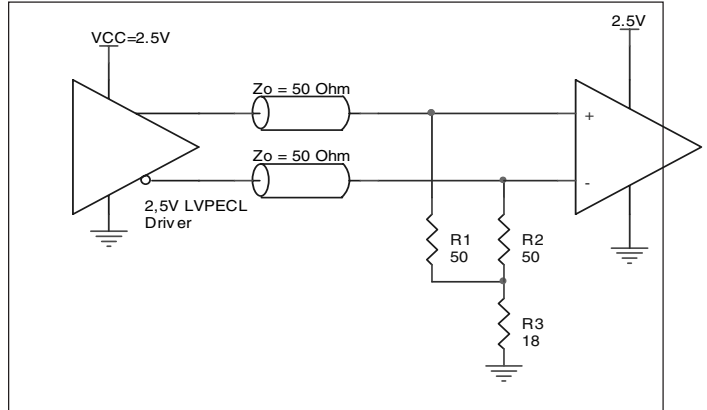 VCC=2.5V
2.5V
Zo = 50 Ohm
+
Zo = 50 Ohm
-
2,5V LVPECL
Driver
R1
50
R2
50
R3
18